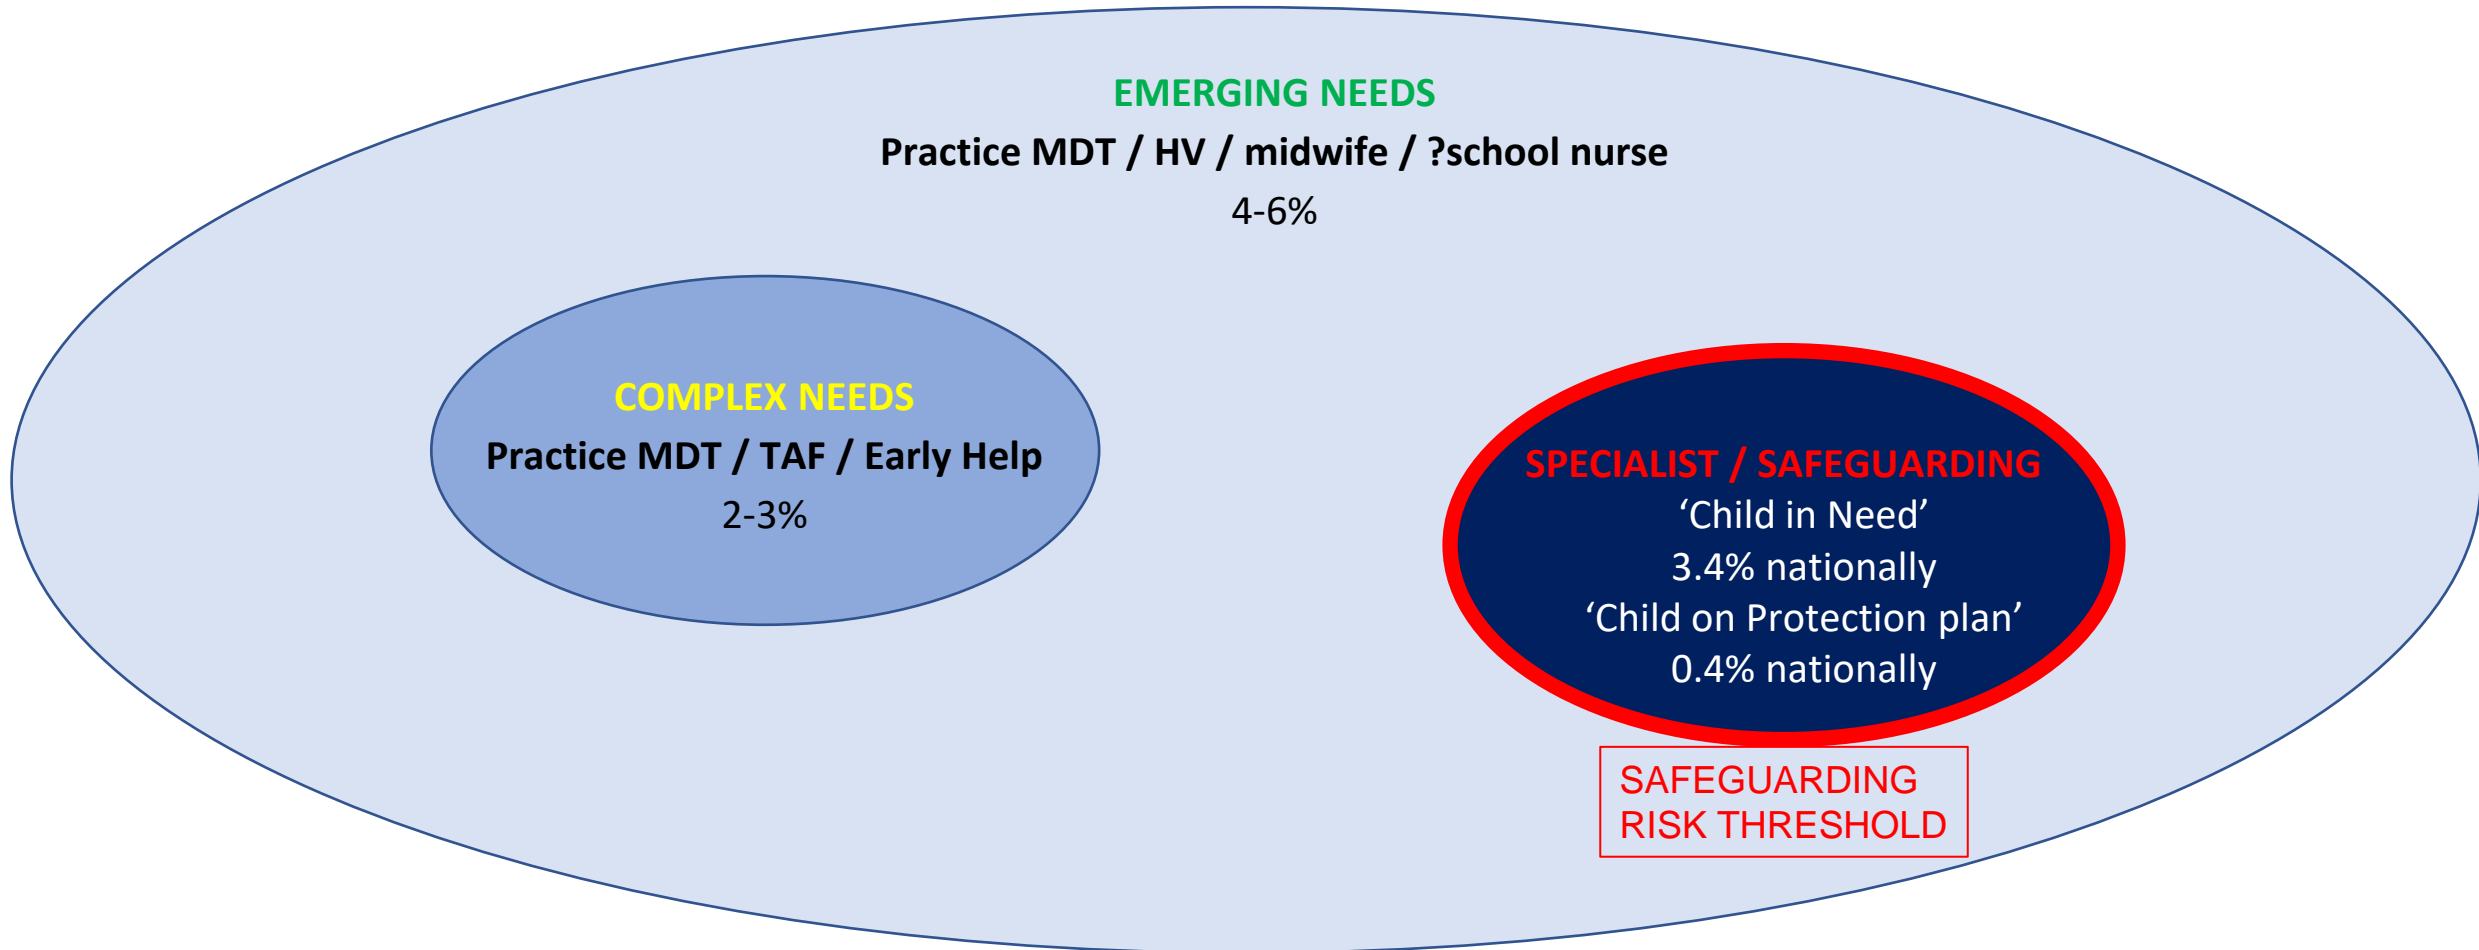 EMERGING NEEDS
Practice MDT / HV / midwife / ?school nurse
4-6%
COMPLEX NEEDS
Practice MDT / TAF / Early Help
2-3%
SPECIALIST / SAFEGUARDING
‘Child in Need’
3.4% nationally
‘Child on Protection plan’
0.4% nationally
SAFEGUARDING
RISK THRESHOLD